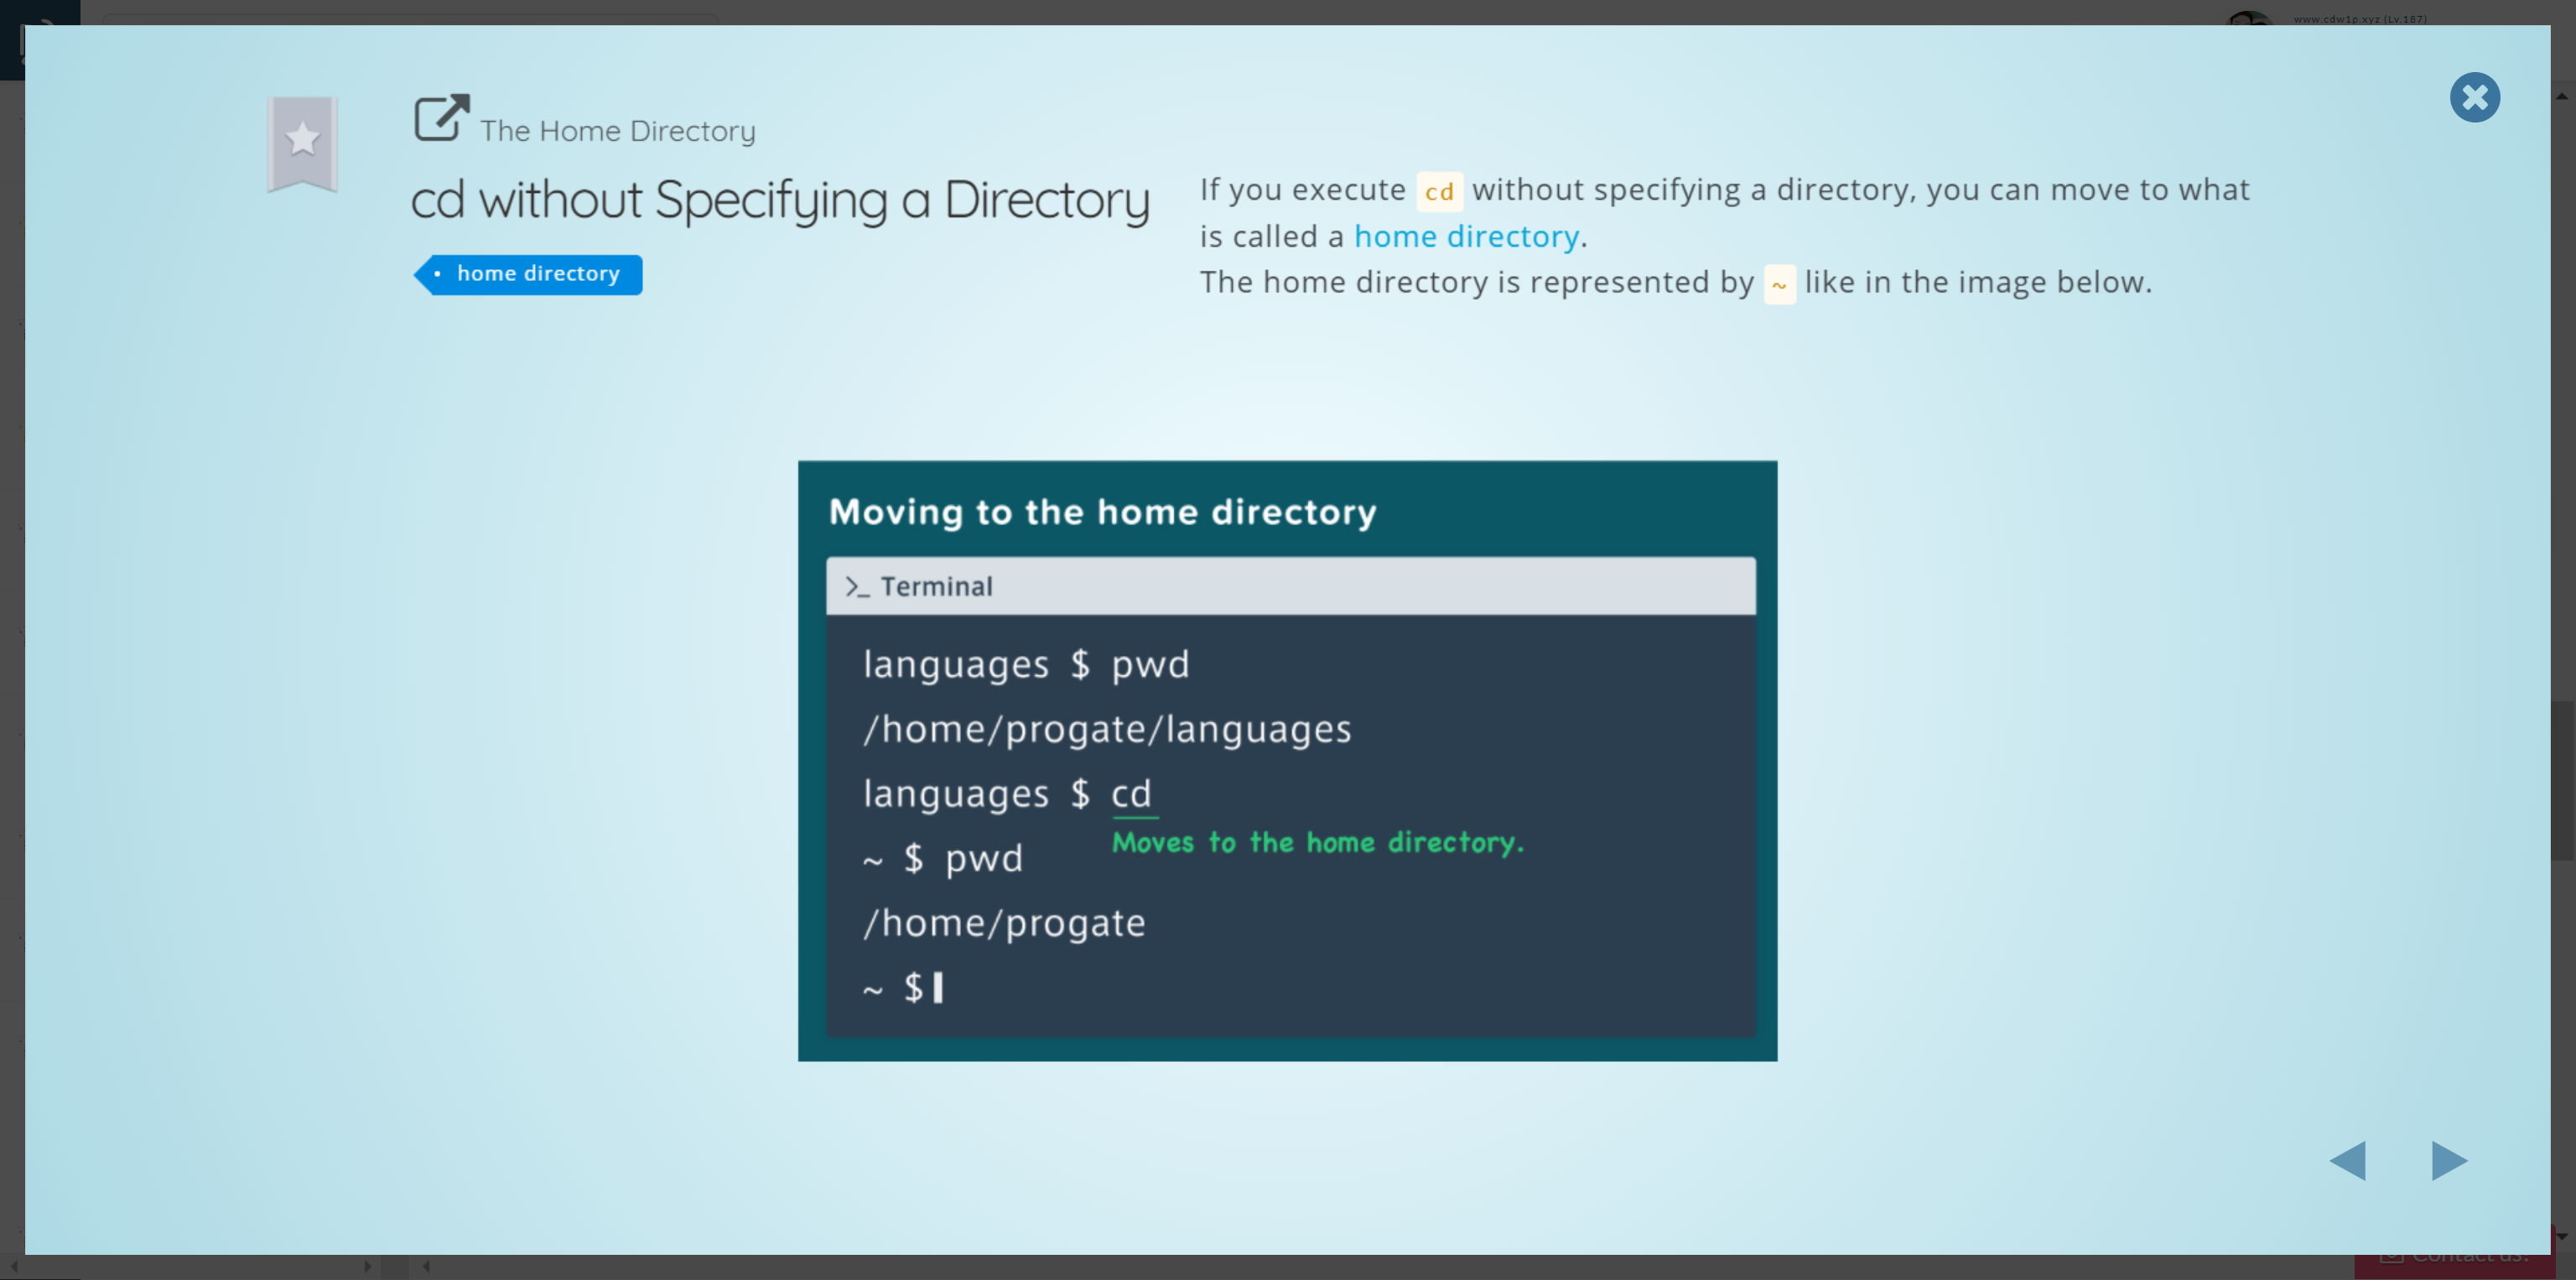 www.cdw1p.xyz (Lv.187)
The Home Directory
cd without Specifying a Directory
• home directory
If you execute cd without specifying a directory, you can move to what
is called a home directory.
The home directory is represented by ~ like in the image below.
Moving to the home directory
>_ Terminal
languages $ pwd
/home/progate/languages
languages $ cd
Moves to the home directory.
~ $ pwd
/home/progate
~ $
Contact us!